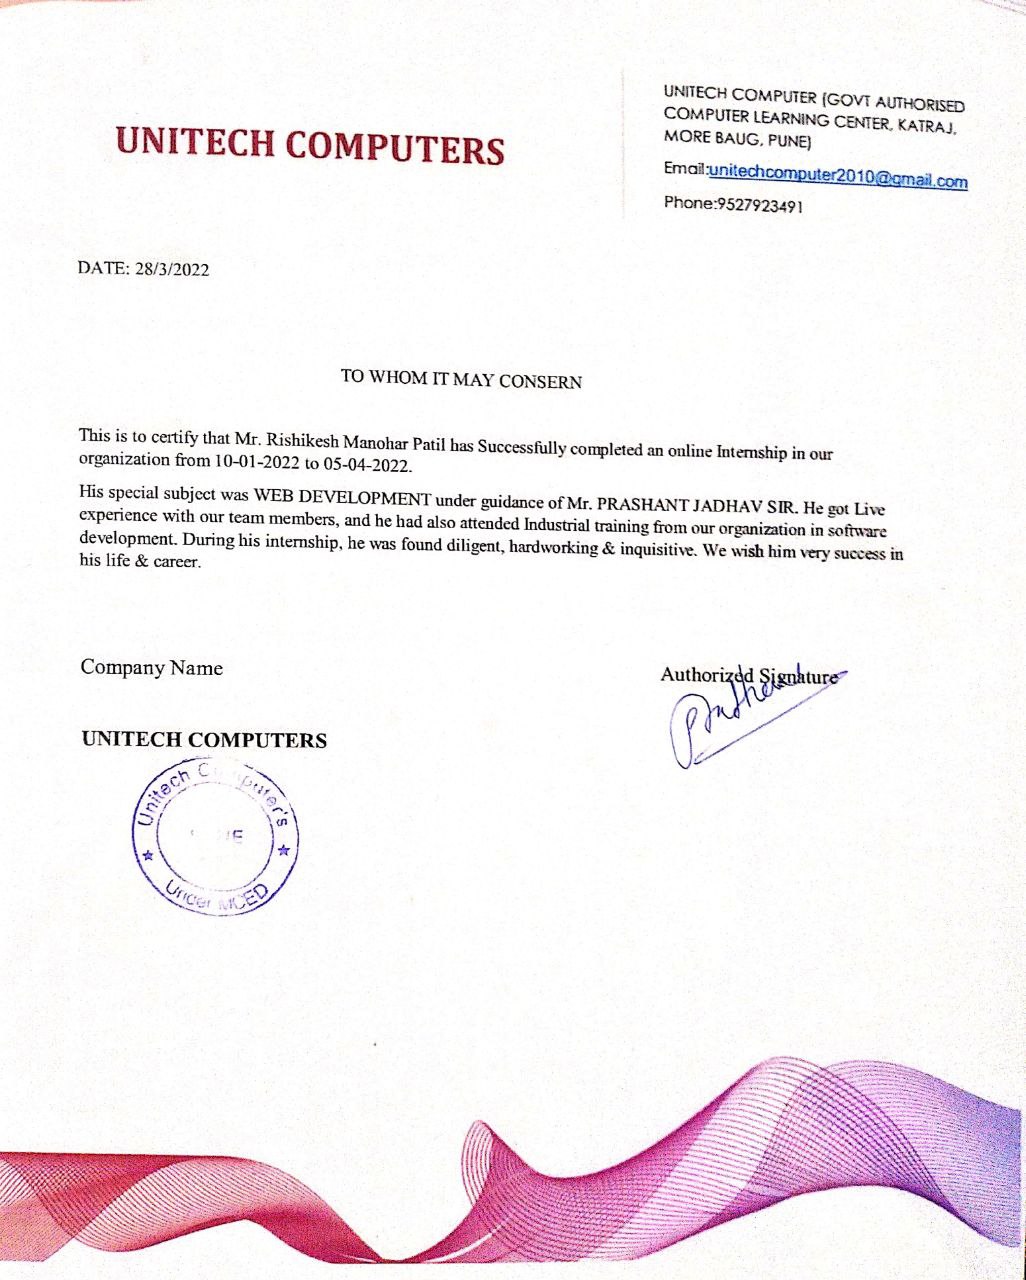 UNITECH COMPUTERS
UNITECH COMPUTER (GOVT AUTHORISED
COMPUTER LEARNING CENTER, KATRAJ,
MORE BAUG, PUNE)
Email:unitechcomputer2010@gmail.com
Phone:9527923491
DATE: 28/3/2022
TO WHOM IT MAY CONSERN
This is to certify that Mr. Rishikesh Manohar Patil has Successfully completed an online Internship in our
organization from 10-01-2022 to 05-04-2022.
His special subject was WEB DEVELOPMENT under guidance of Mr. PRASHANT JADHAV SIR. He got Live
experience with our team members, and he had also attended Industrial training from our organization in software
development. During his internship, he was found diligent, hardworking & inquisitive. We wish him very success in
his life & career.
Company Name
Authorized Signature
UNITECH COMPUTERS
Unitech Computer's
Under MCED